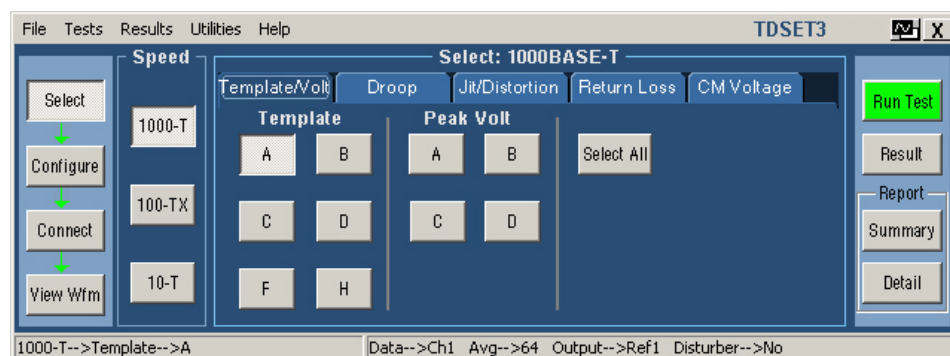 File Tests Results Utilities Help TDSET3 X
Speed
Select: 1000BASE-T
Template/Volt Droop Jit/Distortion Return Loss CM Voltage
Select
Configure
Connect
View Wfm
1000-T
100-TX
10-T
Template
A B
C D
F H
Peak Volt
A B
C D
Select All
Run Test
Result
Report
Summary
Detail
1000-T-->Template-->A Data-->Ch1 Avg-->64 Output-->Ref1 Disturber-->No